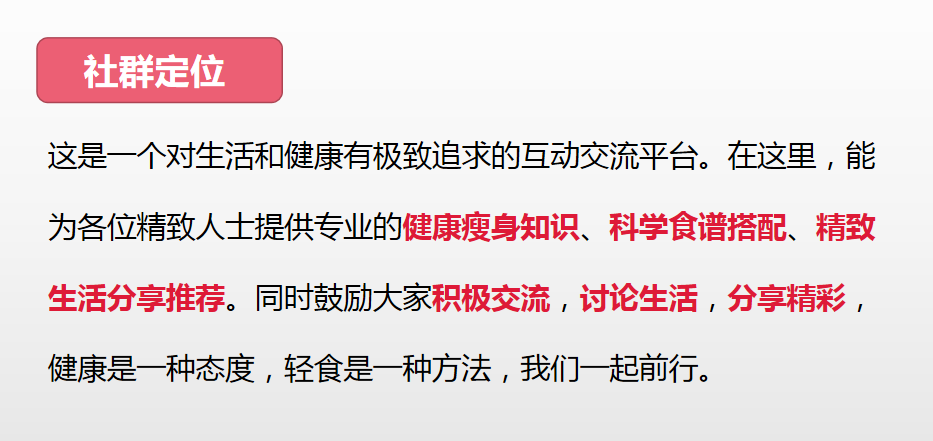 社群定位
这是一个对生活和健康有极致追求的互动交流平台。在这里，能
为各位精致人士提供专业的健康瘦身知识、科学食谱搭配、精致
生活分享推荐。同时鼓励大家积极交流，讨论生活，分享精彩，
健康是一种态度，轻食是一种方法，我们一起前行。